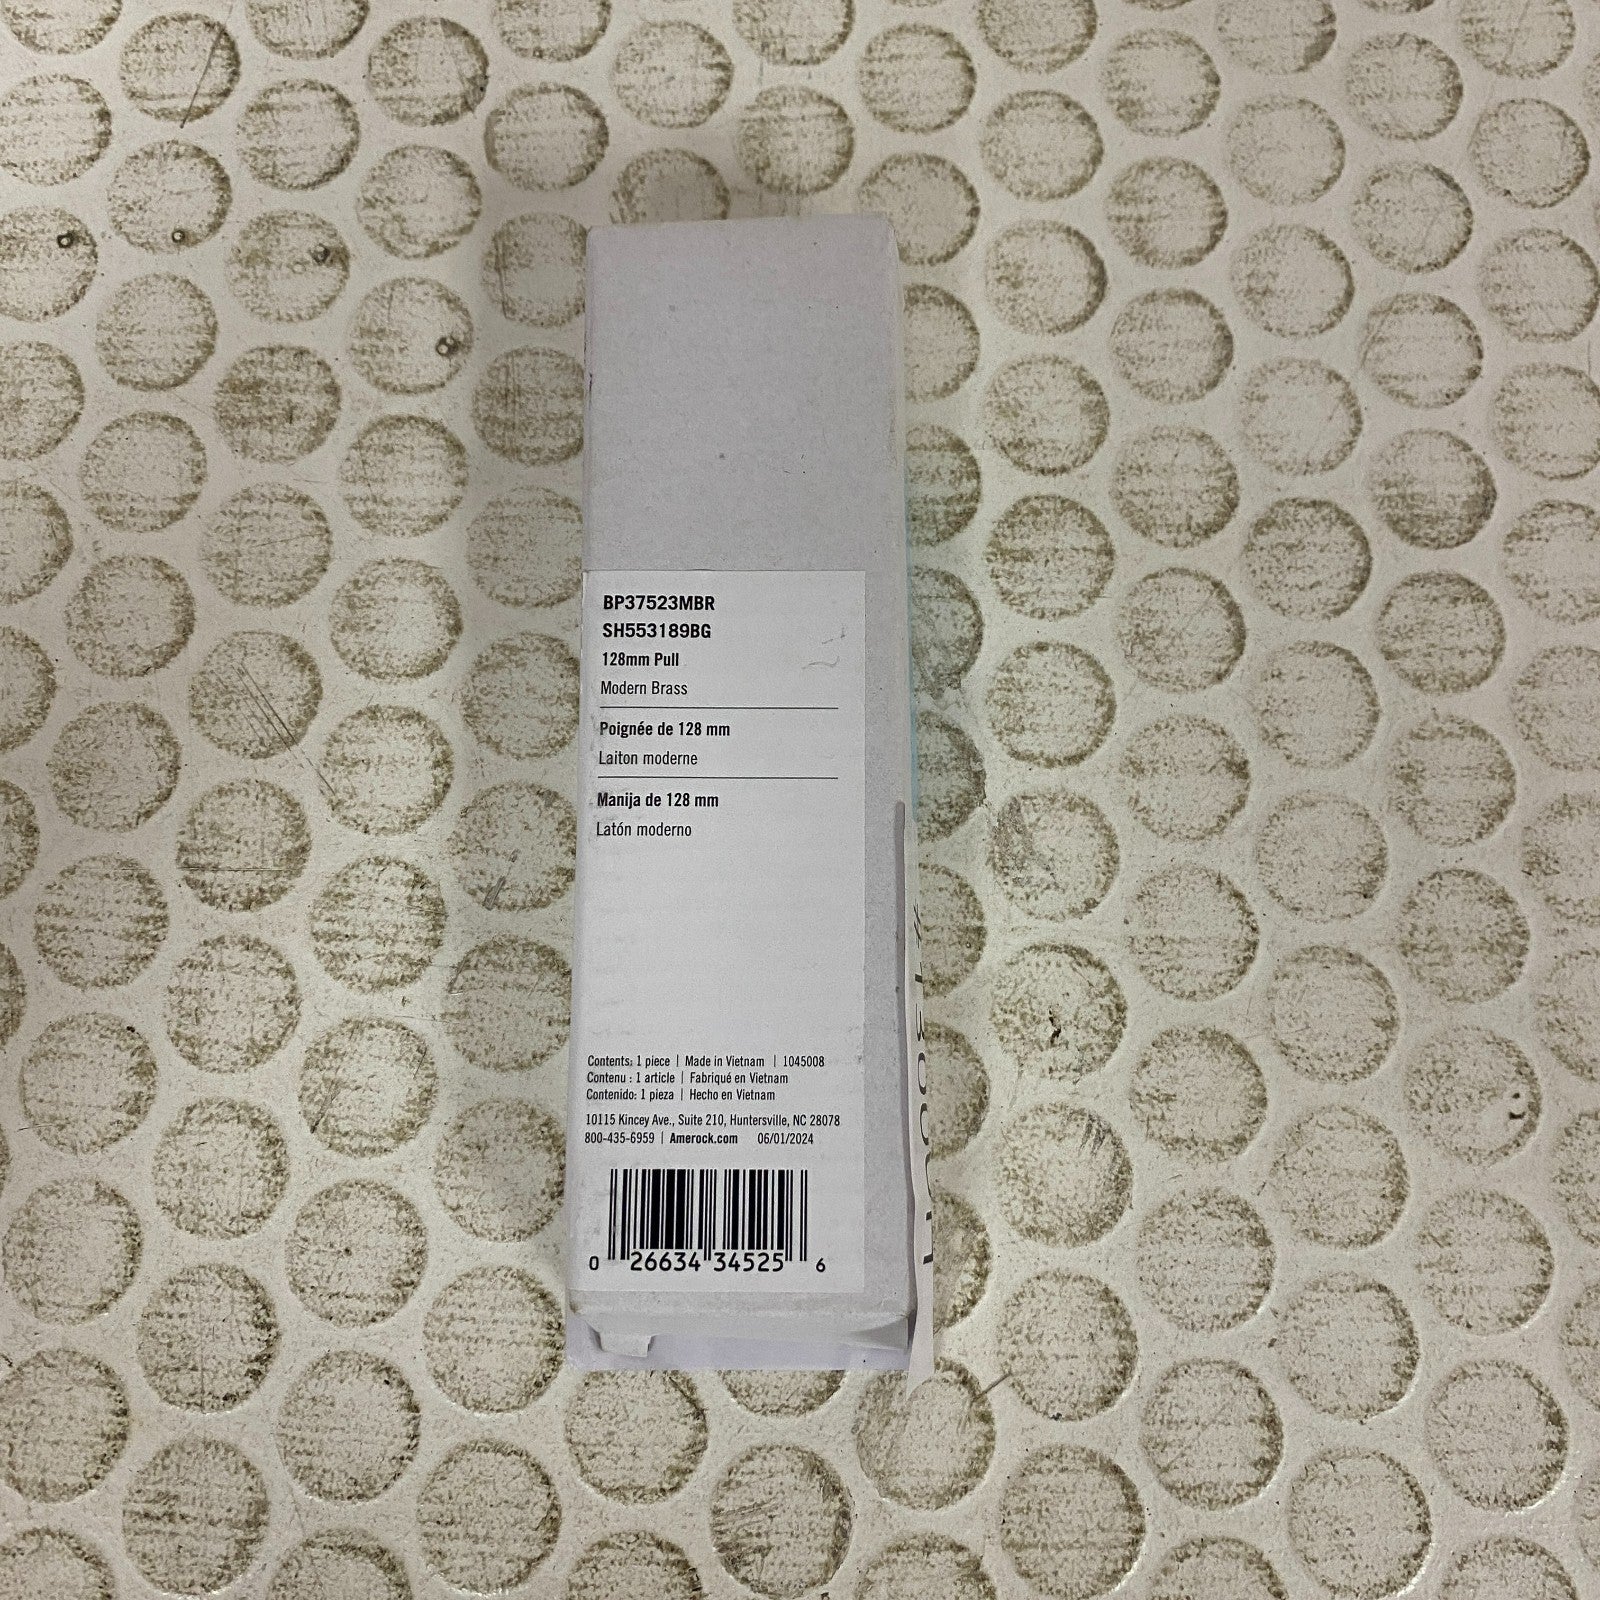 BP37523MBR
SH553189BG
128mm Pull
Modern Brass
Poignée de 128 mm
Laiton moderne
Manija de 128 mm
Latón moderno
Contents: 1 piece | Made in Vietnam | 1045008
Contenu : 1 article | Fabriqué en Vietnam
Contenido: 1 pieza | Hecho en Vietnam
10115 Kincey Ave., Suite 210, Huntersville, NC 28078
800-435-6959 | Amerock.com 06/01/2024
0 26634 34525 6